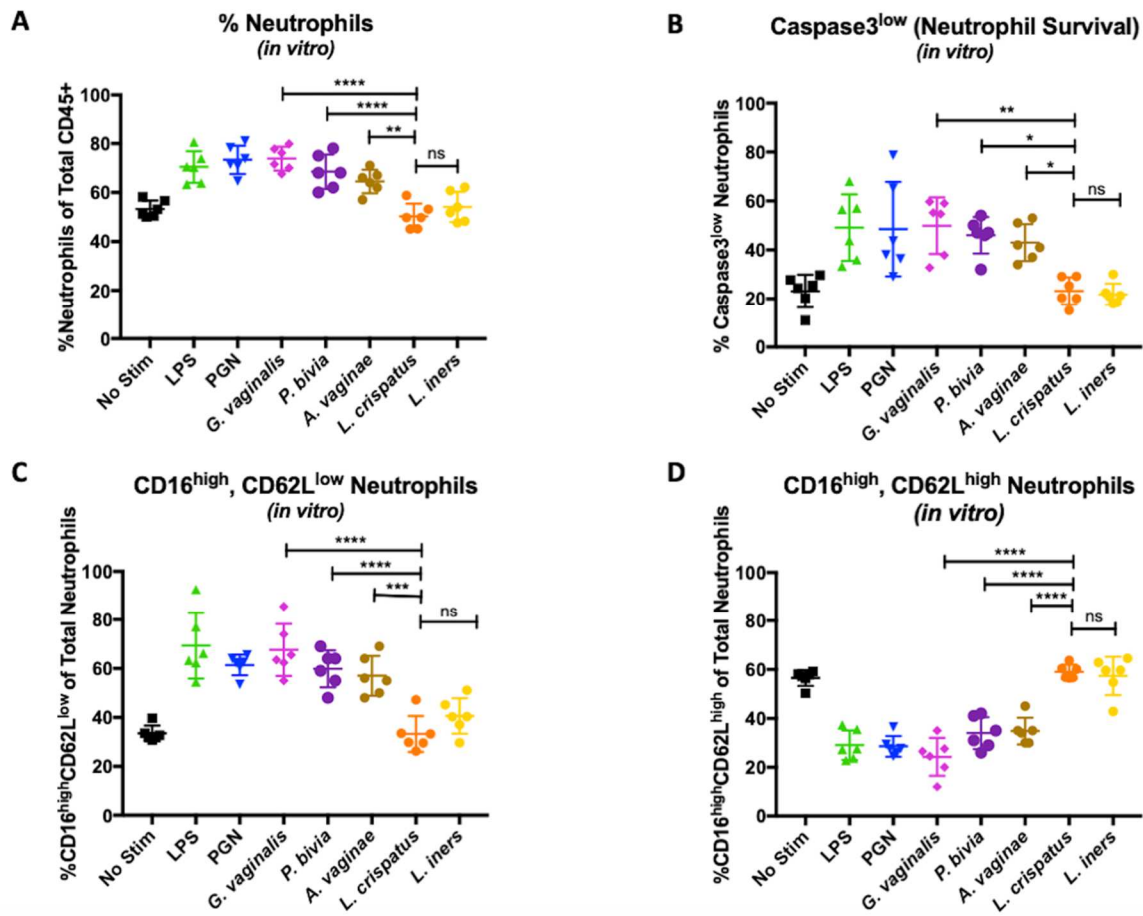 A
% Neutrophils
(in vitro)
%Neutrophils of Total CD45+
100
80
60
40
20
0
****
****
**
ns
No Stim
LPS
PGN
G. vaginalis
P. bivia
A. vaginae
L. crispatus
L. iners
B
Caspase3low (Neutrophil Survival)
(in vitro)
% Caspase3low Neutrophils
100
80
60
40
20
0
**
*
*
ns
No Stim
LPS
PGN
G. vaginalis
P. bivia
A. vaginae
L. crispatus
L. iners
C
CD16high, CD62Llow Neutrophils
(in vitro)
%CD16highCD62Llow of Total Neutrophils
100
80
60
40
20
0
****
****
***
ns
No Stim
LPS
PGN
G. vaginalis
P. bivia
A. vaginae
L. crispatus
L. iners
D
CD16high, CD62Lhigh Neutrophils
(in vitro)
%CD16highCD62Lhigh of Total Neutrophils
100
80
60
40
20
0
****
****
****
ns
No Stim
LPS
PGN
G. vaginalis
P. bivia
A. vaginae
L. crispatus
L. iners